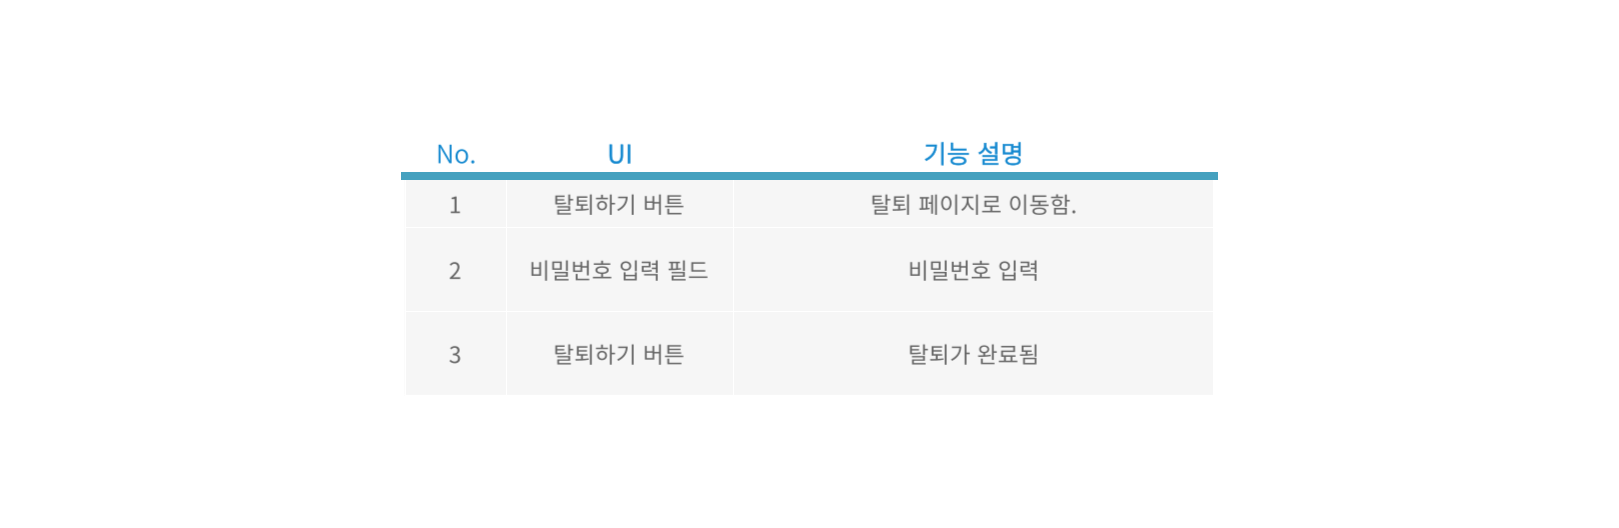 No. UI 기능 설명
1 탈퇴하기 버튼 탈퇴 페이지로 이동함.
2 비밀번호 입력 필드 비밀번호 입력
3 탈퇴하기 버튼 탈퇴가 완료됨